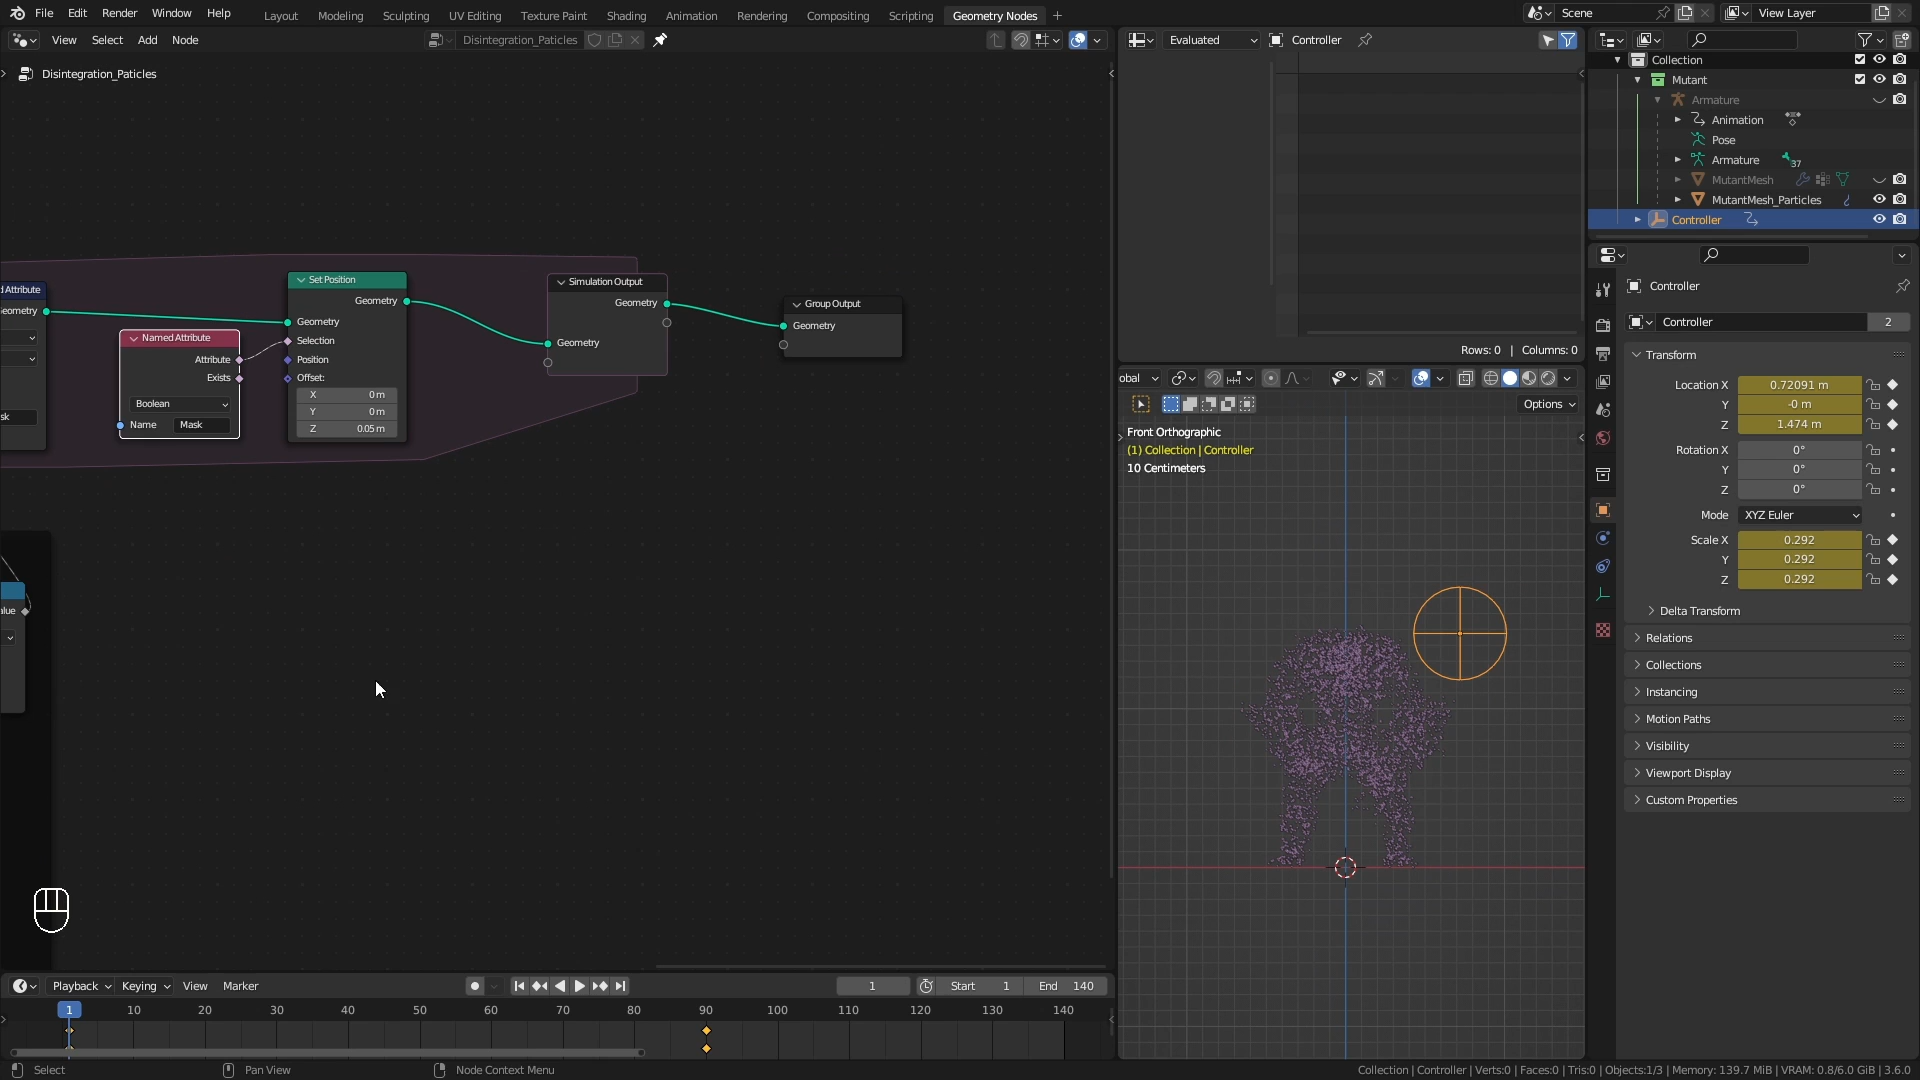 File Edit Render Window Help Layout Modeling Sculpting UV Editing Texture Paint Shading Animation Rendering Compositing Scripting Geometry Nodes Scene View Layer
View Select Add Node Disintegration_Paticles
Evaluated Controller
Disintegration_Paticles
Collection
Mutant
Armature
Animation
Pose
Armature 37
MutantMesh
MutantMesh_Particles
Controller
d Attribute
eometry
sk
Named Attribute
Attribute
Exists
Boolean
Name Mask
Set Position
Geometry
Geometry
Selection
Position
Offset:
X 0 m
Y 0 m
Z 0.05 m
Simulation Output
Geometry
Geometry
Group Output
Geometry
alue
Rows: 0 | Columns: 0
obal
Options
Front Orthographic
(1) Collection | Controller
10 Centimeters
Controller
Controller 2
Transform
Location X 0.72091 m
Y -0 m
Z 1.474 m
Rotation X 0°
Y 0°
Z 0°
Mode XYZ Euler
Scale X 0.292
Y 0.292
Z 0.292
Delta Transform
Relations
Collections
Instancing
Motion Paths
Visibility
Viewport Display
Custom Properties
Playback Keying View Marker 1 Start 1 End 140
1 10 20 30 40 50 60 70 80 90 100 110 120 130 140
Select Pan View Node Context Menu Collection | Controller | Verts:0 | Faces:0 | Tris:0 | Objects:1/3 | Memory: 139.7 MiB | VRAM: 0.8/6.0 GiB | 3.6.0